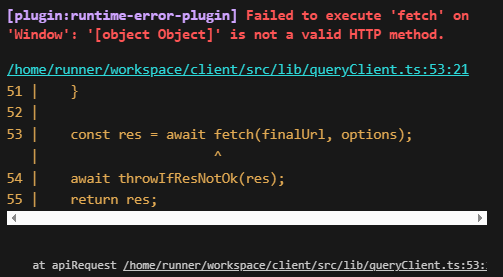 [plugin:runtime-error-plugin] Failed to execute 'fetch' on
'Window': '[object Object]' is not a valid HTTP method.
/home/runner/workspace/client/src/lib/queryClient.ts:53:21
51 |     }
52 |
53 |     const res = await fetch(finalUrl, options);
   |                       ^
54 |     await throwIfResNotOk(res);
55 |     return res;
at apiRequest /home/runner/workspace/client/src/lib/queryClient.ts:53: